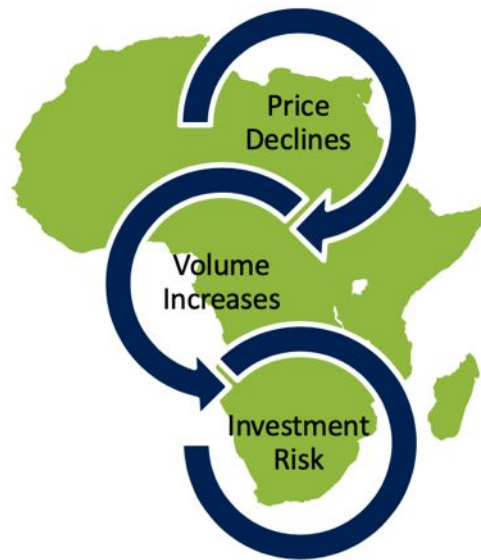 Price
Declines
Volume
Increases
Investment
Risk